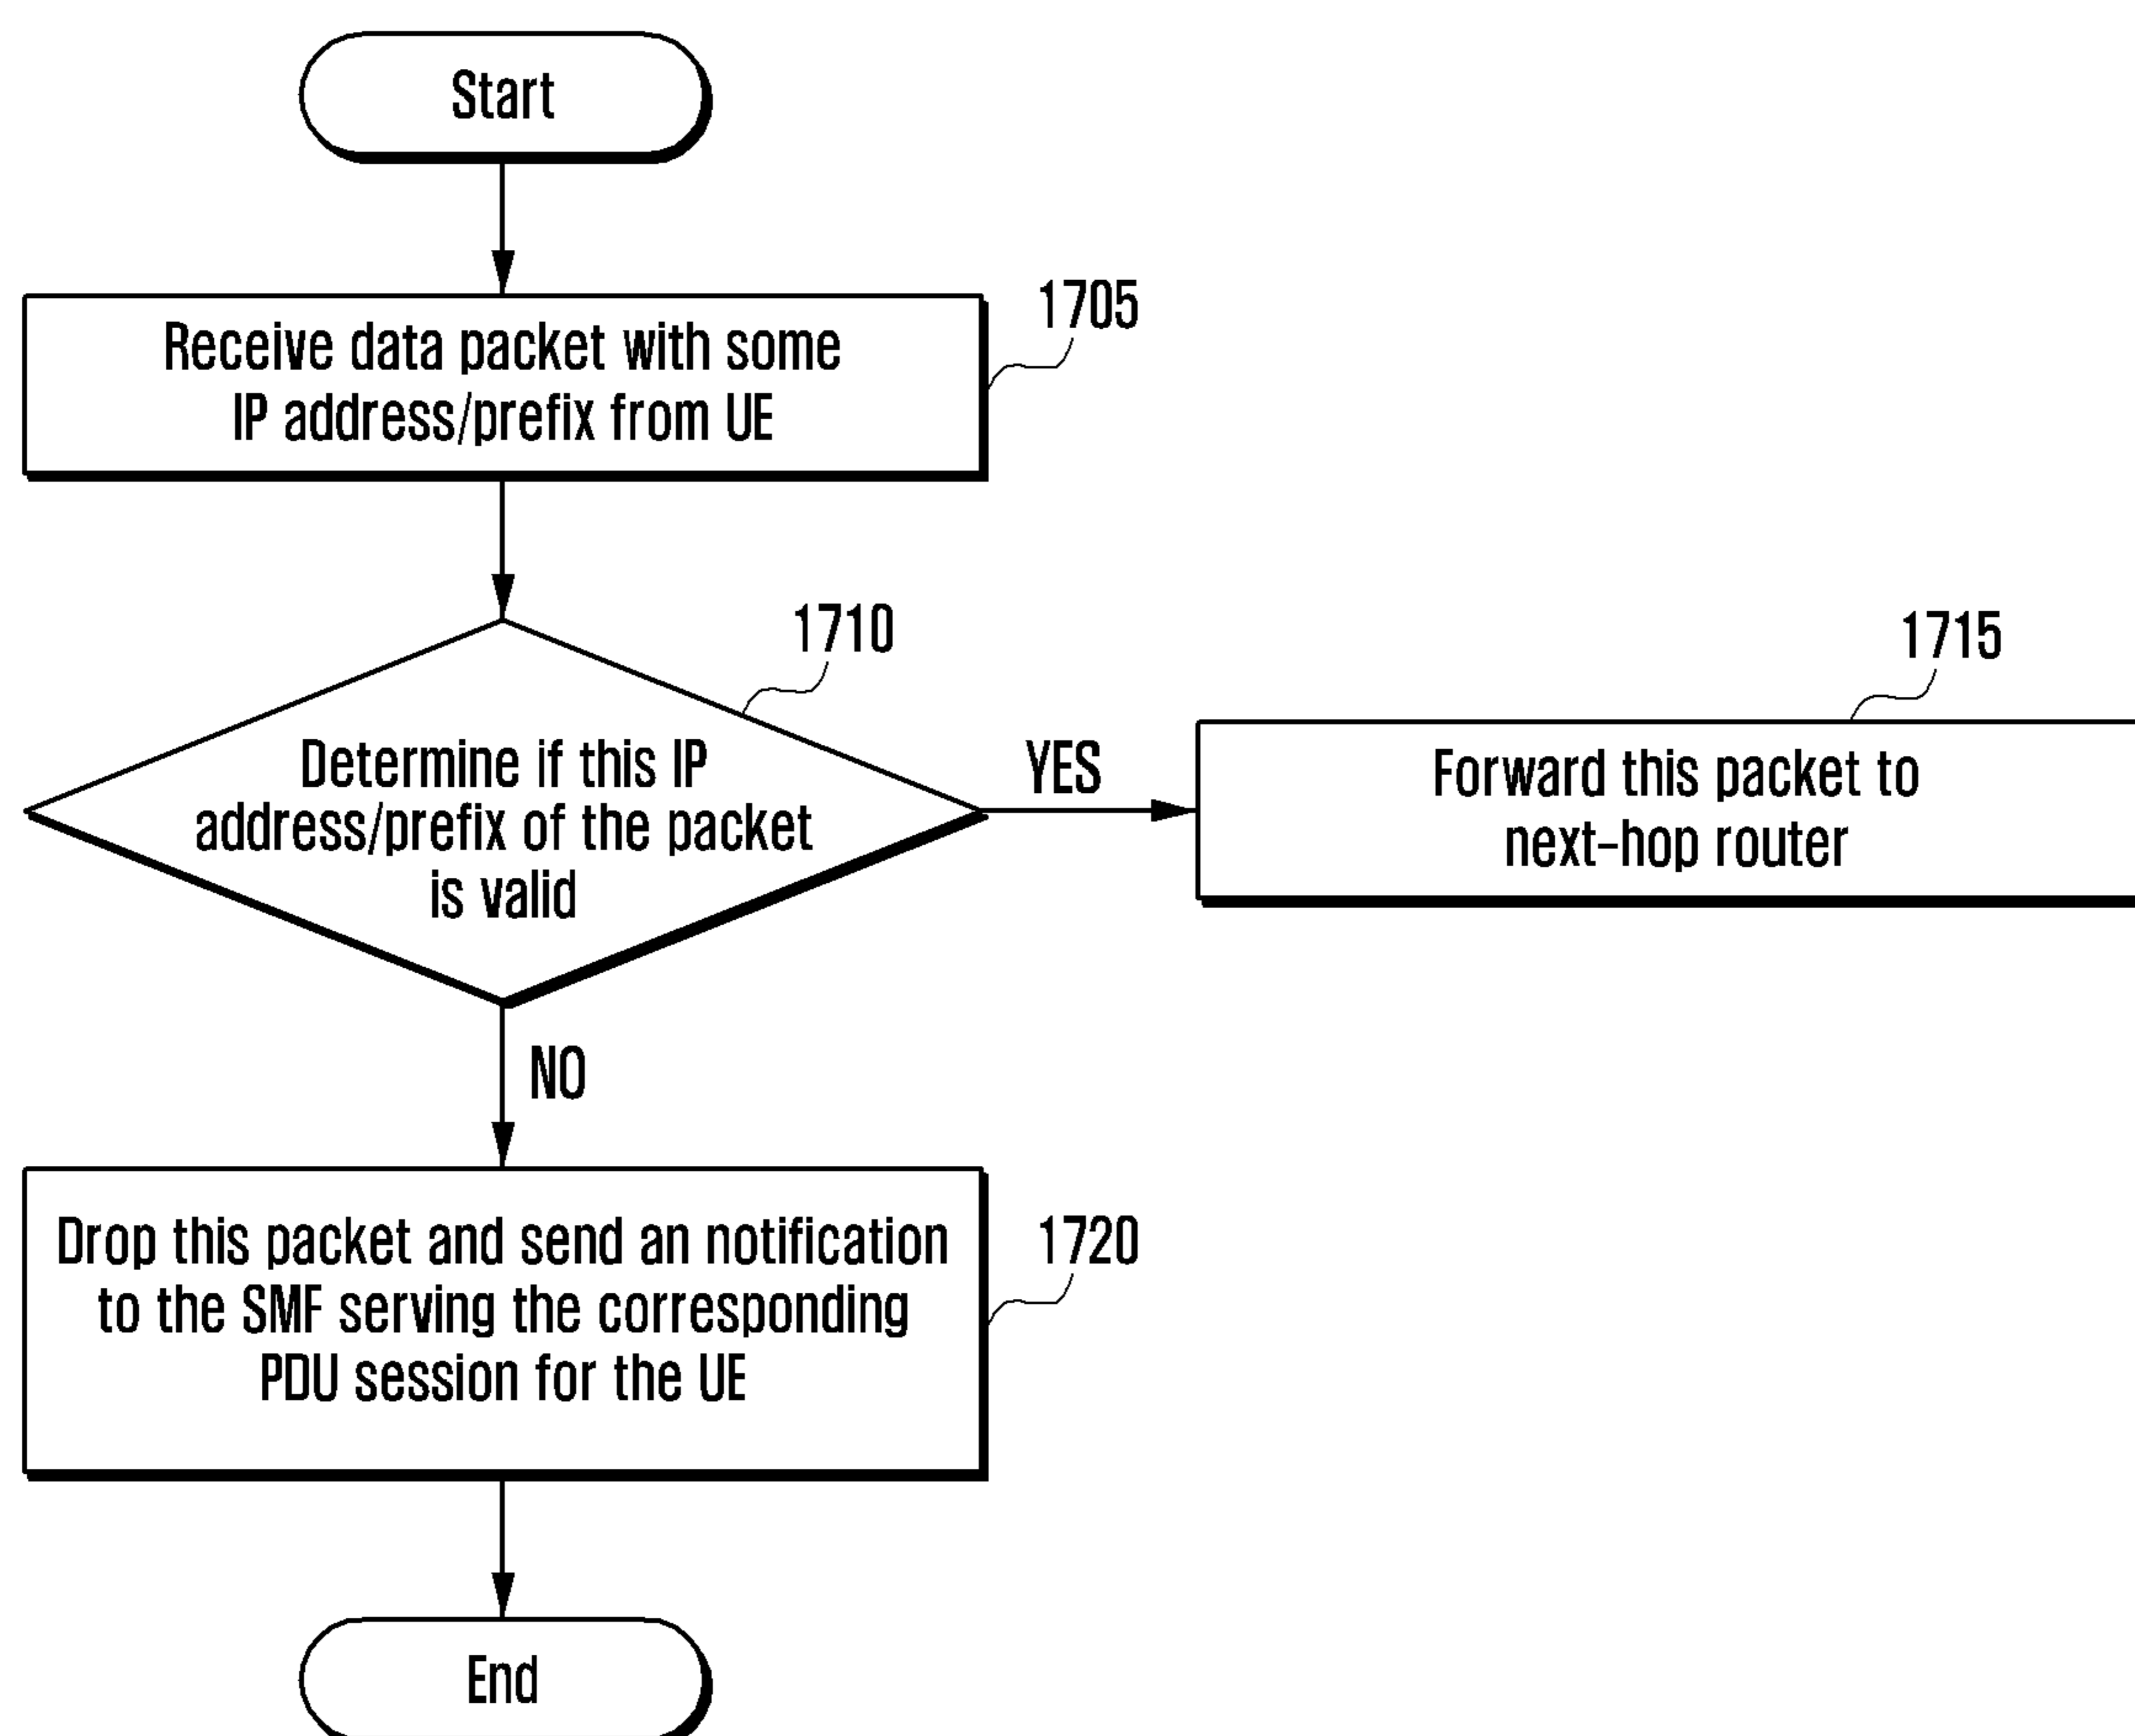 Start
1705
Receive data packet with some
IP address/prefix from UE
1710
Determine if this IP
address/prefix of the packet
is valid
YES
1715
Forward this packet to
next-hop router
NO
1720
Drop this packet and send an notification
to the SMF serving the corresponding
PDU session for the UE
End